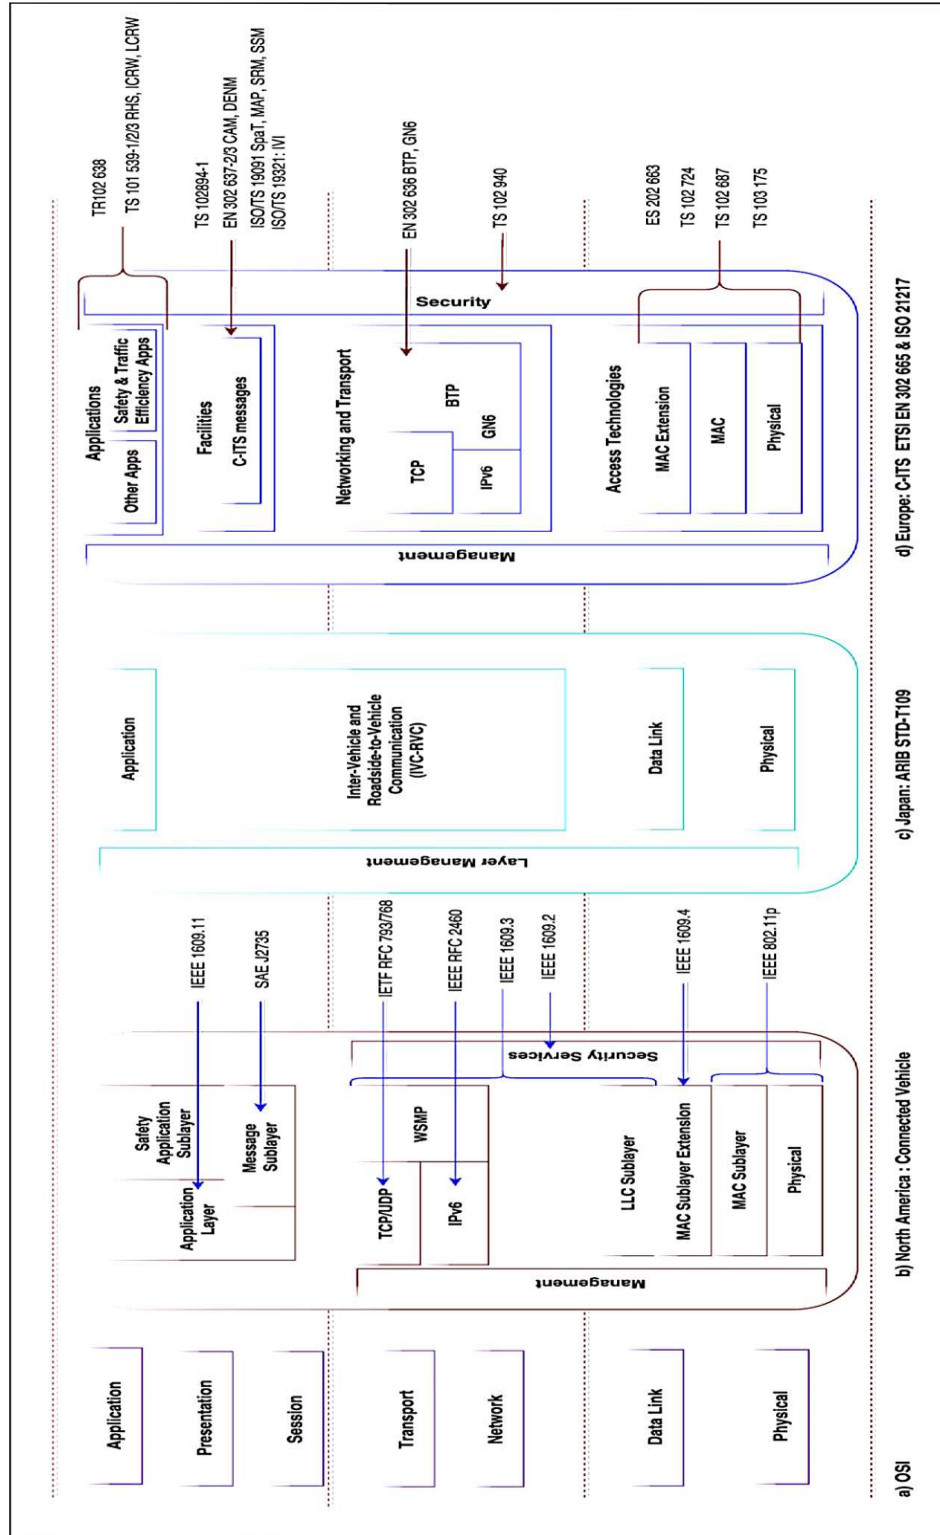 Application
Presentation
Session
Transport
Network
Data Link
Physical
a) OSI
Safety
Application
Sublayer
Application
Layer
Message
Sublayer
IEEE 1609.11
SAE J2735
TCP/UDP
WSMP
IPv6
IETF RFC 793/768
IEEE RFC 2460
IEEE 1609.3
IEEE 1609.2
LLC Sublayer
MAC Sublayer Extension
MAC Sublayer
Physical
IEEE 1609.4
IEEE 802.11p
Management
Security Services
b) North America : Connected Vehicle
Layer Management
Application
Inter-Vehicle and
Roadside-to-Vehicle
Communication
(IVC-RVC)
Data Link
Physical
c) Japan: ARIB STD-T109
Management
Applications
Other Apps
Safety & Traffic
Efficiency Apps
Facilities
C-ITS messages
Networking and Transport
TCP
BTP
IPv6
GN6
Access Technologies
MAC Extension
MAC
Physical
Security
TR102 638
TS 101 539-1/2/3 RHS, ICRW, LCRW
TS 102894-1
EN 302 637-2/3 CAM, DENM
ISO/TS 19091 SpaT, MAP, SRM, SSM
ISO/TS 19321: IVI
EN 302 636 BTP, GN6
TS 102 940
ES 202 663
TS 102 724
TS 102 687
TS 103 175
d) Europe: C-ITS ETSI EN 302 665 & ISO 21217